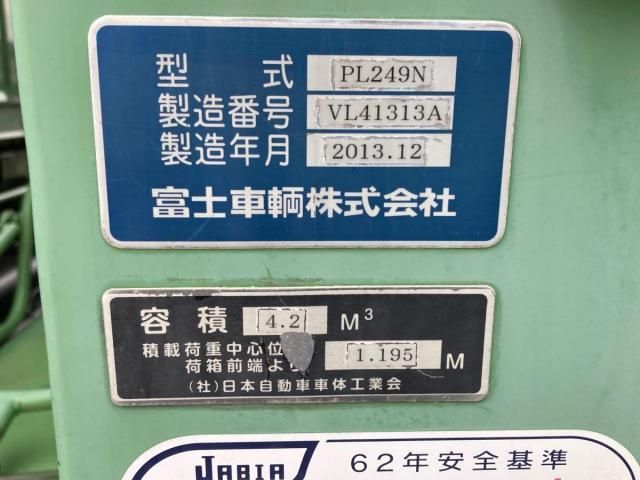 型 式 PL249N
製造番号 VL41313A
製造年月 2013.12
富士車輌株式会社
容積 4.2 M³
積載荷重中心位
荷箱前端よ 1.195 M
(社)日本自動車車体工業会
JABIA 62年安全基準